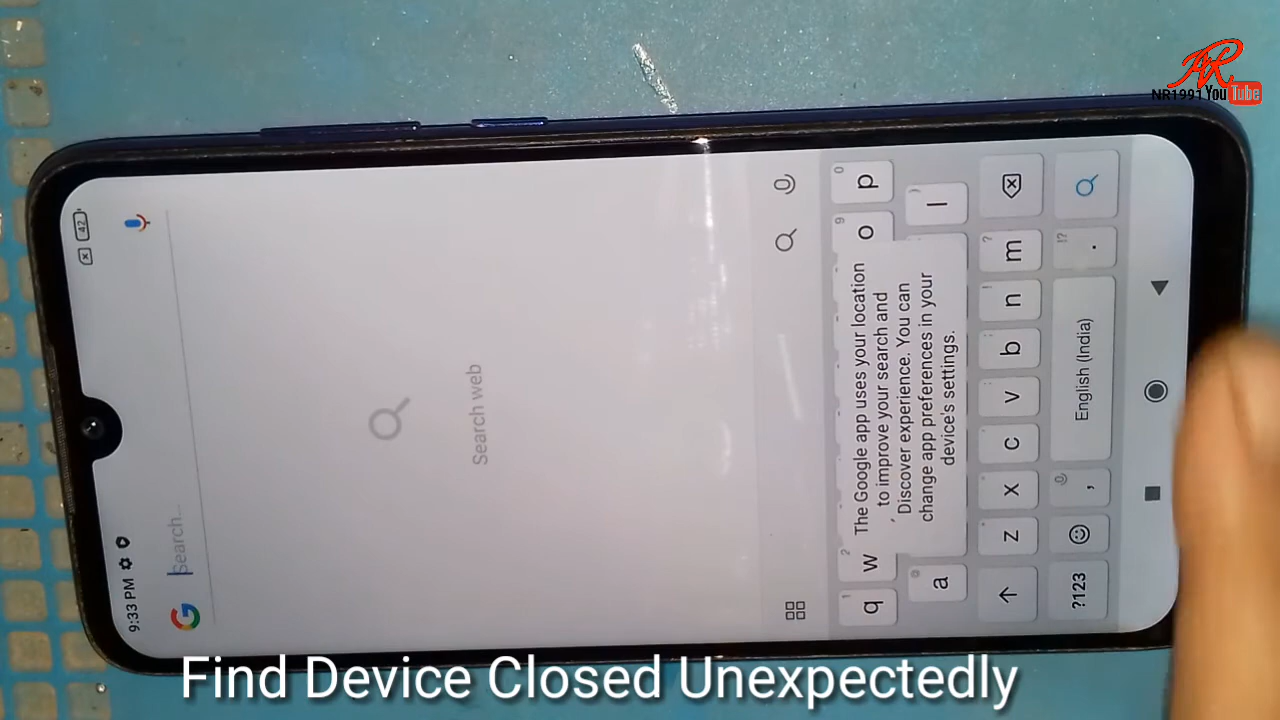 NR1991 YouTube
9:33 PM
42
Search...
Search web
The Google app uses your location
to improve your search and
Discover experience. You can
change app preferences in your
device's settings.
q w o p
a l
z x c v b n m
?123 , English (India) .
Find Device Closed Unexpectedly